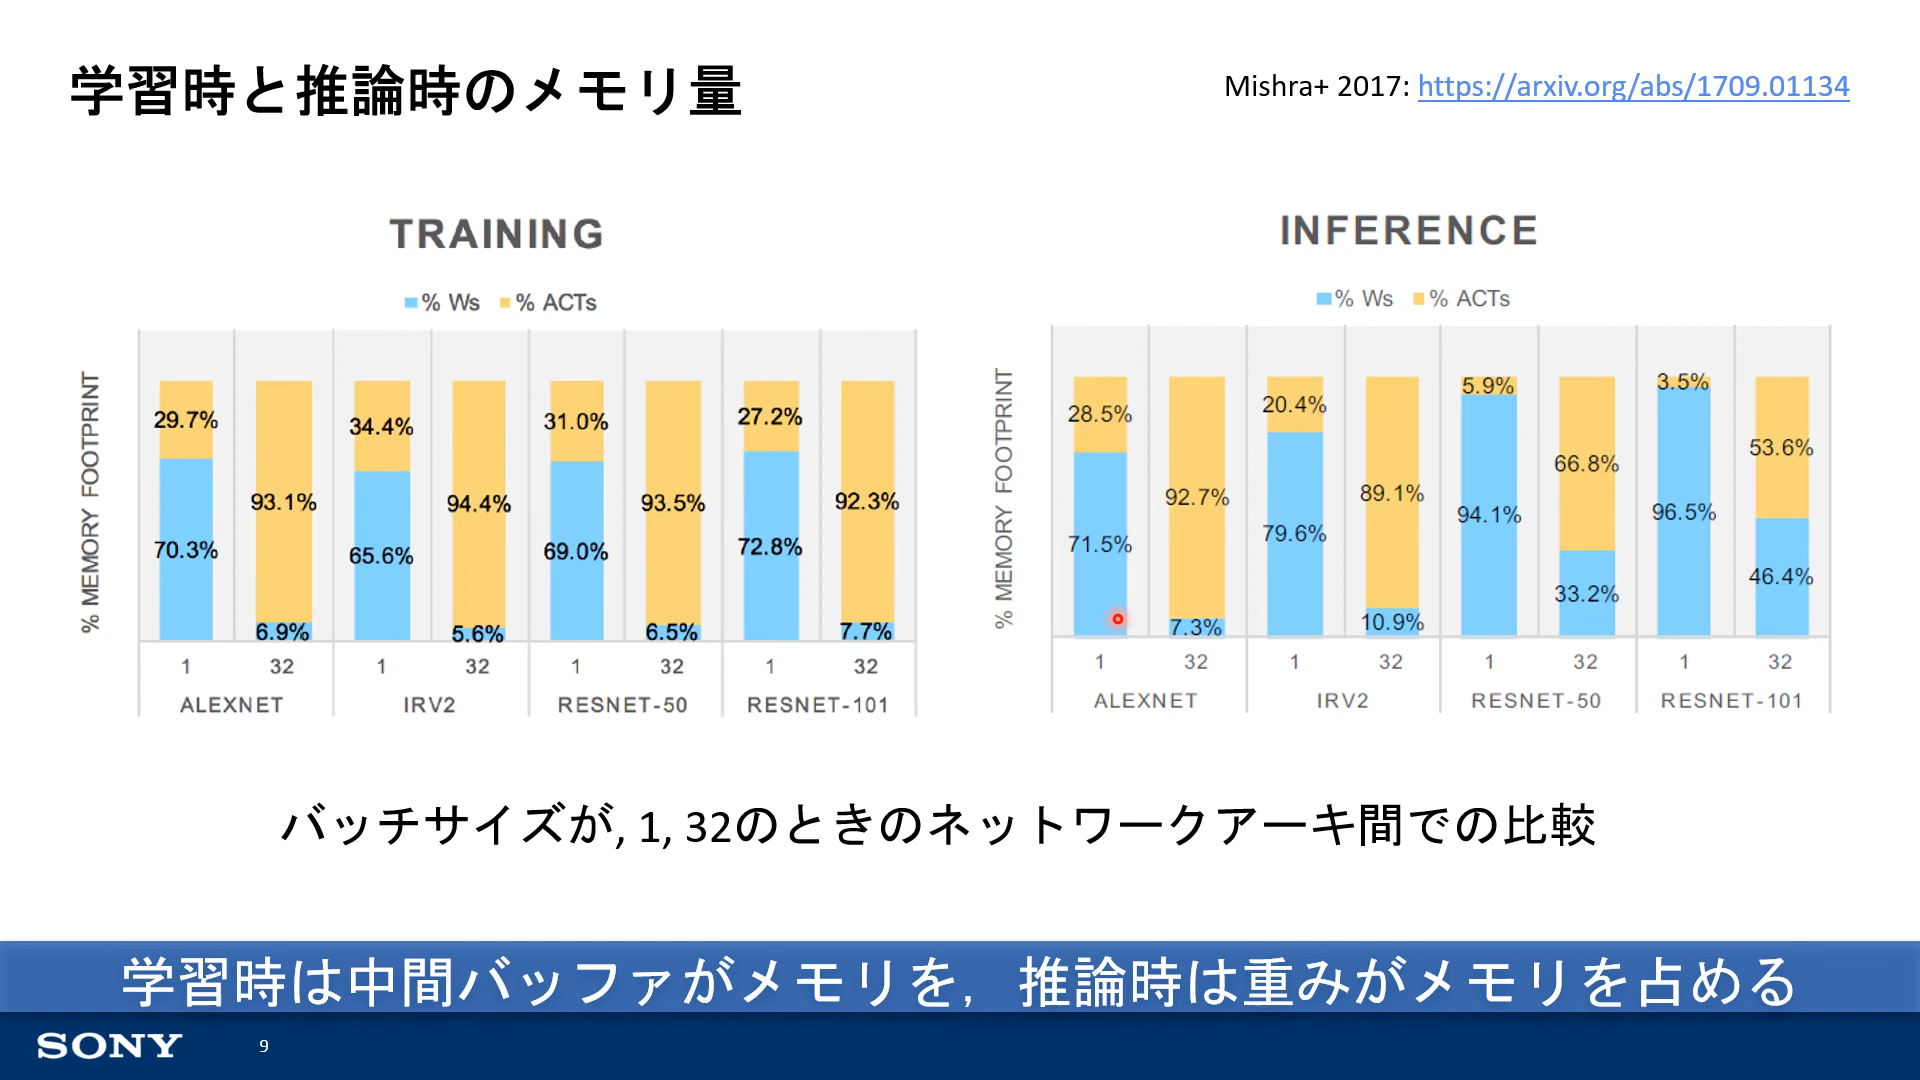 学習時と推論時のメモリ量
Mishra+ 2017: https://arxiv.org/abs/1709.01134
TRAINING
% Ws % ACTs
% MEMORY FOOTPRINT
29.7% 93.1% 34.4% 94.4% 31.0% 93.5% 27.2% 92.3%
70.3% 6.9% 65.6% 5.6% 69.0% 6.5% 72.8% 7.7%
1 32 1 32 1 32 1 32
ALEXNET IRV2 RESNET-50 RESNET-101
INFERENCE
% Ws % ACTs
% MEMORY FOOTPRINT
28.5% 92.7% 20.4% 89.1% 5.9% 66.8% 3.5% 53.6%
71.5% 7.3% 79.6% 10.9% 94.1% 33.2% 96.5% 46.4%
1 32 1 32 1 32 1 32
ALEXNET IRV2 RESNET-50 RESNET-101
バッチサイズが, 1, 32のときのネットワークアーキ間での比較
学習時は中間バッファがメモリを, 推論時は重みがメモリを占める
SONY
9